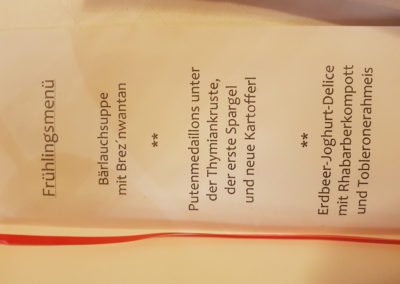 Frühlingsmenü
Bärlauchsuppe
mit Brez´nwantan
**
Putenmedaillons unter
der Thymiankruste,
der erste Spargel
und neue Kartofferl
**
Erdbeer-Joghurt-Delice
mit Rhabarberkompott
und Tobleronerahmeis